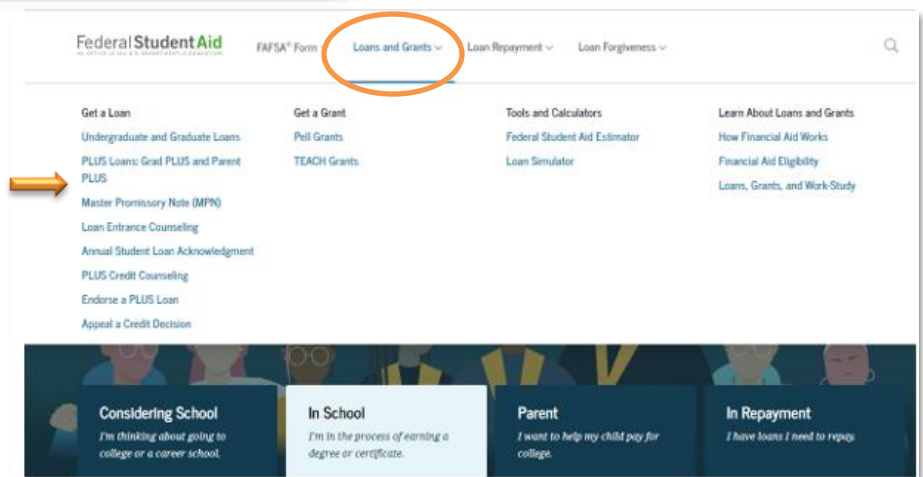 Federal Student Aid
FAFSA® Form
Loans and Grants
Loan Repayment
Loan Forgiveness
Get a Loan
Undergraduate and Graduate Loans
PLUS Loans: Grad PLUS and Parent
PLUS
Master Promissory Note (MPN)
Loan Entrance Counseling
Annual Student Loan Acknowledgment
PLUS Credit Counseling
Endorse a PLUS Loan
Appeal a Credit Decision
Get a Grant
Pell Grants
TEACH Grants
Tools and Calculators
Federal Student Aid Estimator
Loan Simulator
Learn About Loans and Grants
How Financial Aid Works
Financial Aid Eligibility
Loans, Grants, and Work-Study
Considering School
I'm thinking about going to
college or a career school.
In School
I'm in the process of earning a
degree or certificate.
Parent
I want to help my child pay for
college.
In Repayment
I have loans I need to repay.